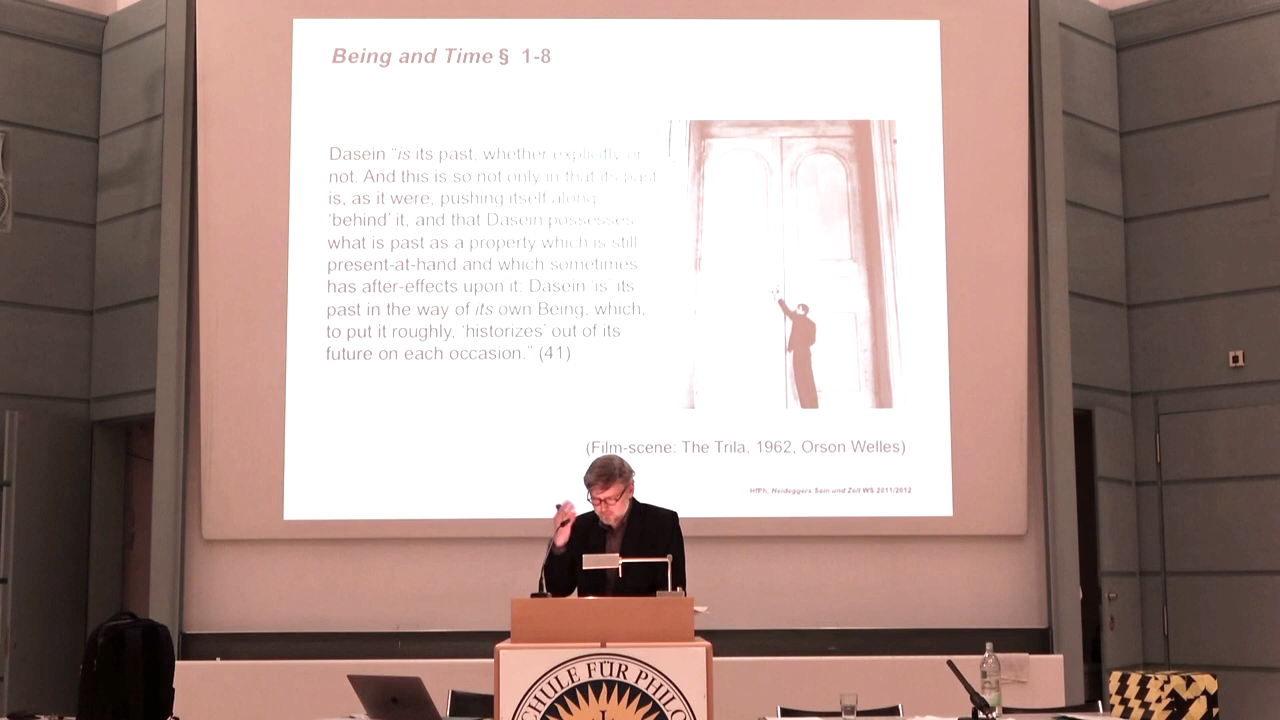 Being and Time § 1-8
Dasein "is its past, whether explicitly or
not. And this is so not only in that its past
is, as it were, pushing itself along
'behind' it, and that Dasein possesses
what is past as a property which is still
present-at-hand and which sometimes
has after-effects upon it: Dasein 'is' its
past in the way of its own Being, which,
to put it roughly, 'historizes' out of its
future on each occasion." (41)
(Film-scene: The Trila, 1962, Orson Welles)
HfPh, Heideggers Sein und Zeit WS 2011/2012
CHULE FÜR PHILO